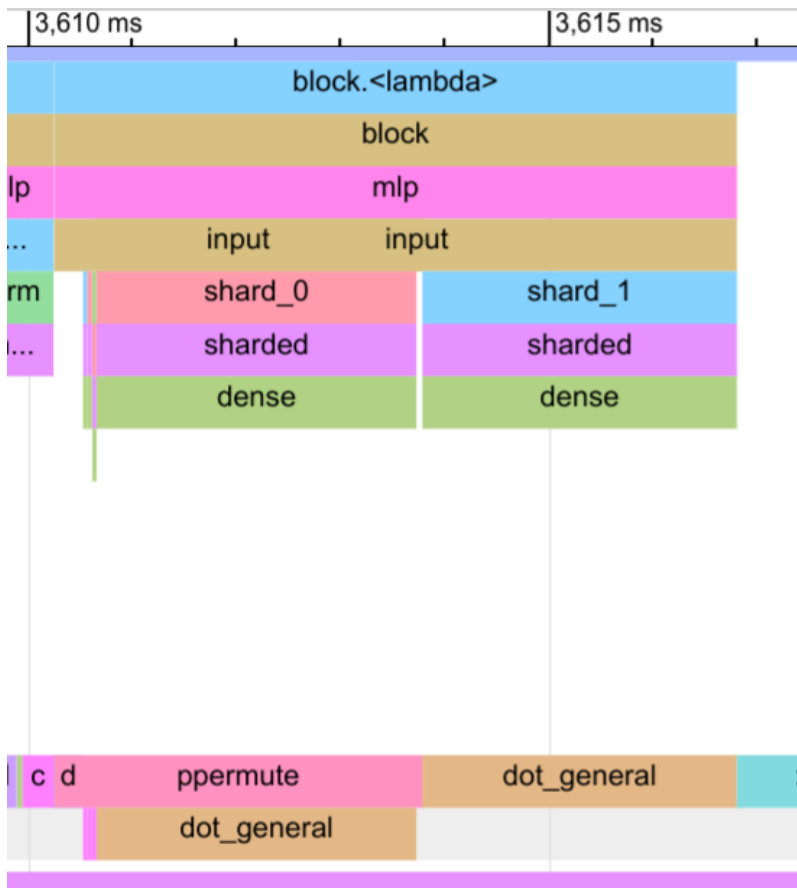 3,610 ms 3,615 ms
block.<lambda>
block
lp mlp
... input input
rm shard_0 shard_1
... sharded sharded
dense dense
c d ppermute dot_general
dot_general